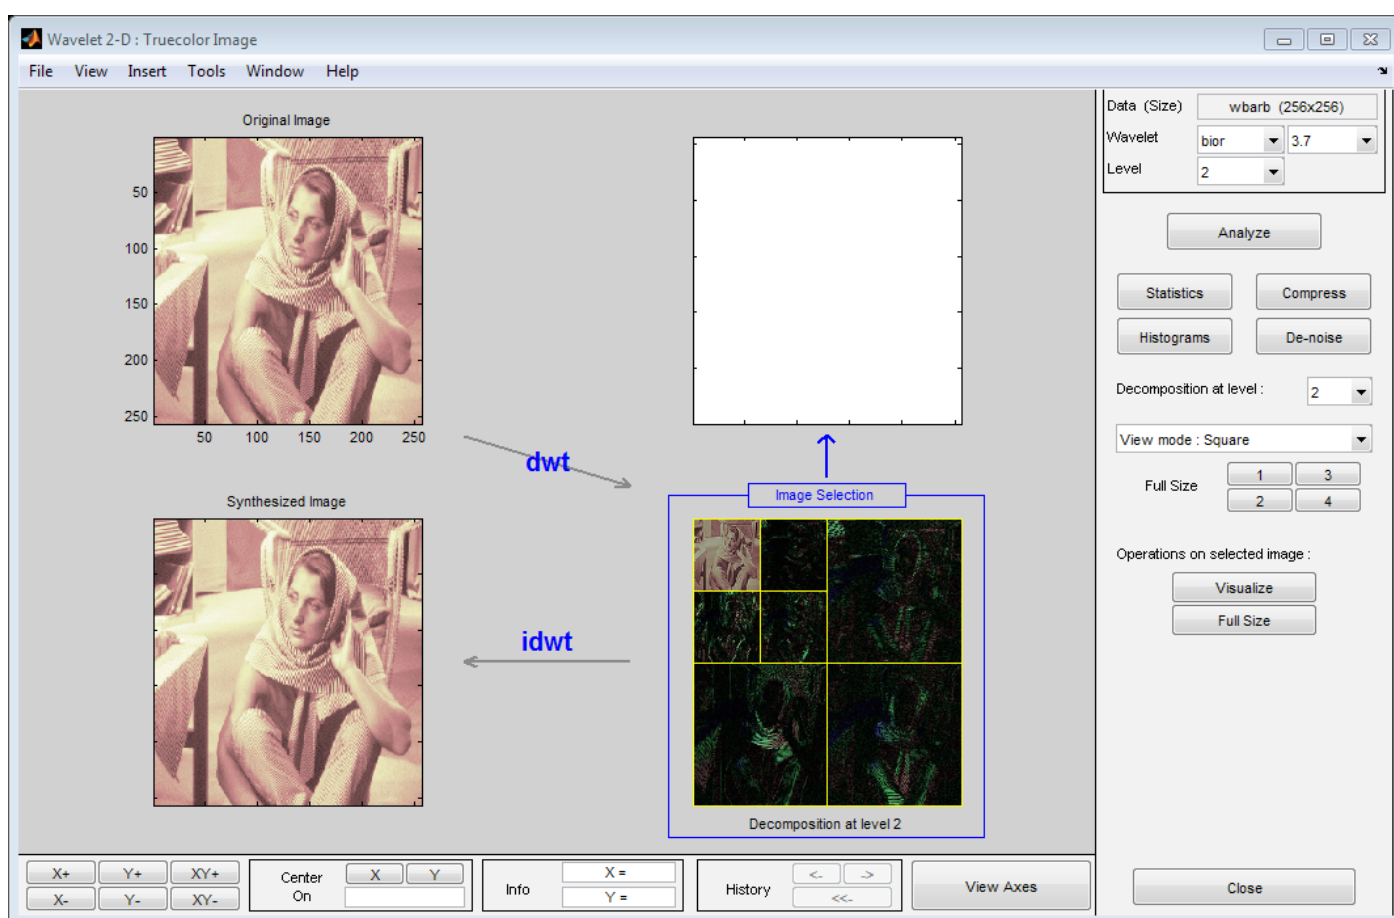 Wavelet 2-D : Truecolor Image
File View Insert Tools Window Help
Original Image
50
100
150
200
250
50 100 150 200 250
dwt
Synthesized Image
idwt
Image Selection
Decomposition at level 2
Data (Size) wbarb (256x256)
Wavelet bior 3.7
Level 2
Analyze
Statistics Compress
Histograms De-noise
Decomposition at level : 2
View mode : Square
Full Size 1 3
2 4
Operations on selected image :
Visualize
Full Size
X+ Y+ XY+
X- Y- XY-
Center On X Y
Info X =
Y =
History <- ->
<<-
View Axes
Close